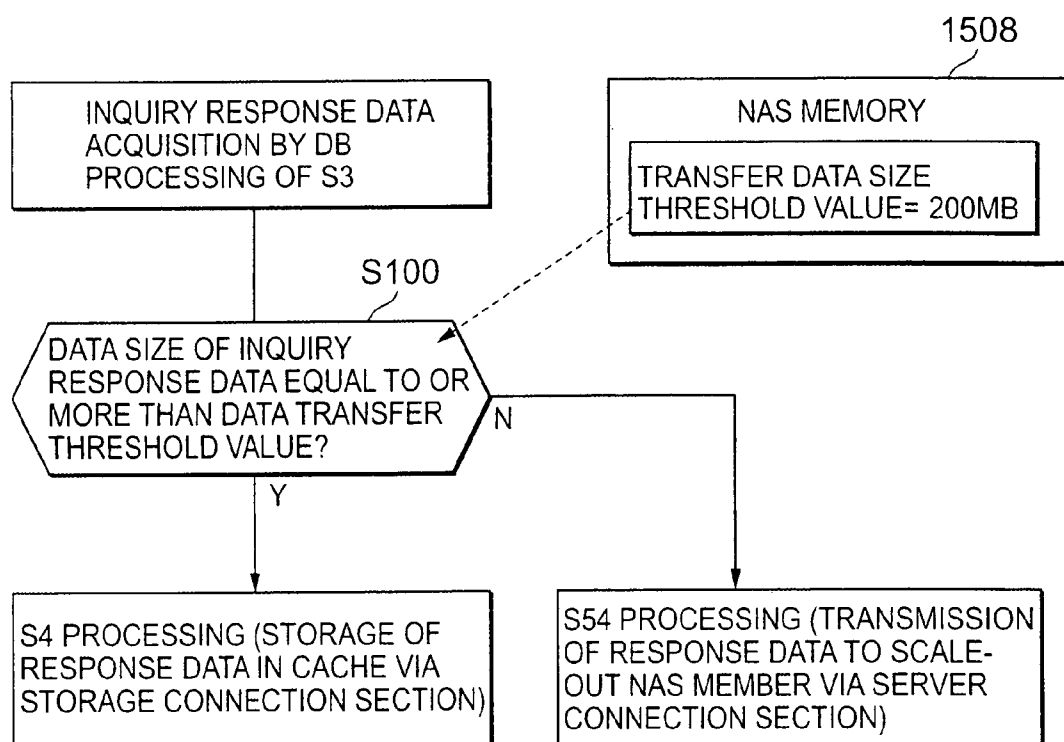 1508
INQUIRY RESPONSE DATA
ACQUISITION BY DB
PROCESSING OF S3
NAS MEMORY
TRANSFER DATA SIZE
THRESHOLD VALUE= 200MB
S100
DATA SIZE OF INQUIRY
RESPONSE DATA EQUAL TO OR
MORE THAN DATA TRANSFER
THRESHOLD VALUE?
N
Y
S4 PROCESSING (STORAGE OF
RESPONSE DATA IN CACHE VIA
STORAGE CONNECTION SECTION)
S54 PROCESSING (TRANSMISSION
OF RESPONSE DATA TO SCALE-
OUT NAS MEMBER VIA SERVER
CONNECTION SECTION)